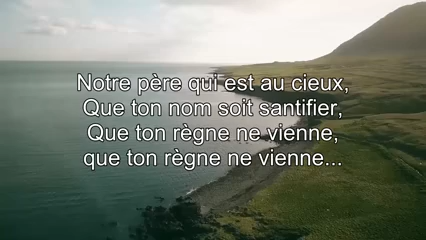 Notre père qui est au cieux,
Que ton nom soit santifier,
Que ton règne ne vienne,
que ton règne ne vienne...